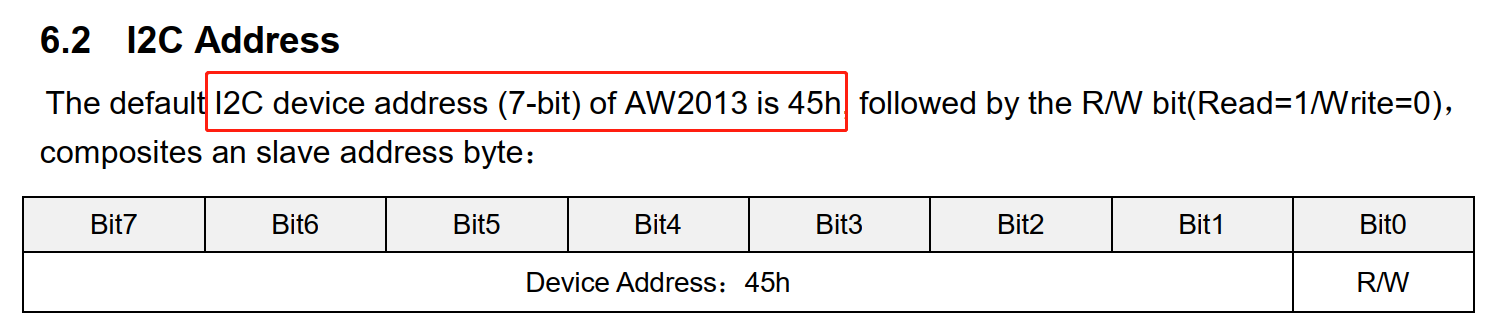 6.2 I2C Address
The default I2C device address (7-bit) of AW2013 is 45h, followed by the R/W bit(Read=1/Write=0),
composites an slave address byte:
Bit7 Bit6 Bit5 Bit4 Bit3 Bit2 Bit1 Bit0
Device Address:45h R/W